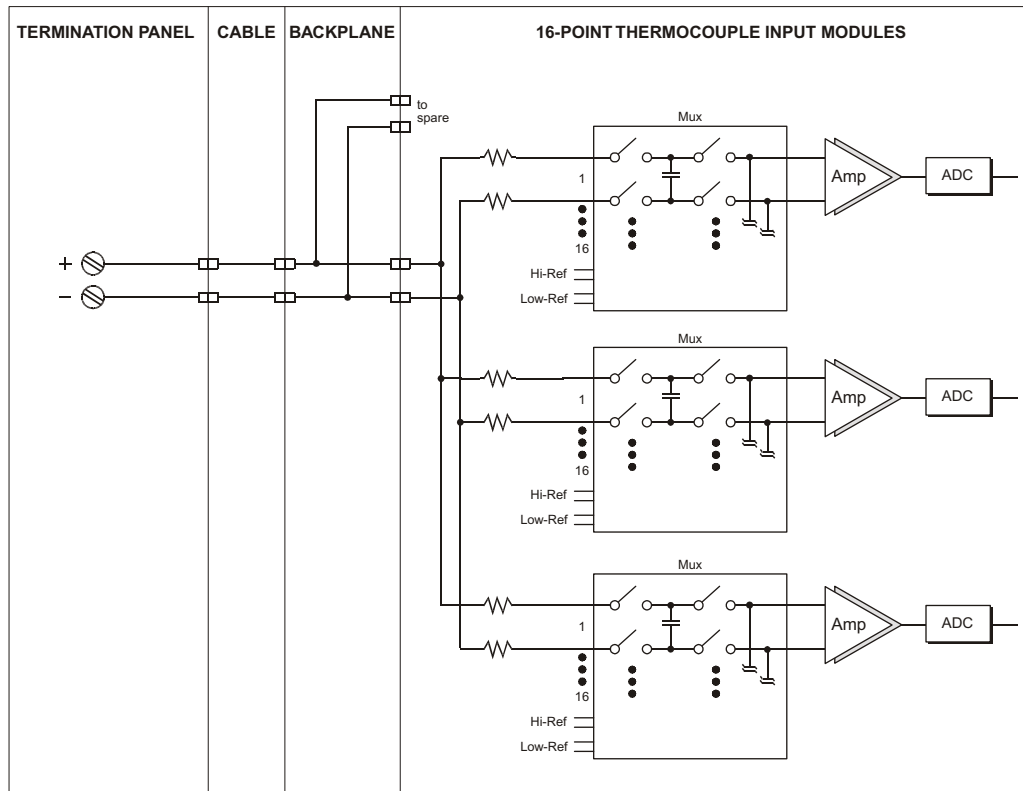 TERMINATION PANEL
CABLE
BACKPLANE
16-POINT THERMOCOUPLE INPUT MODULES
to
spare
Mux
1
16
Hi-Ref
Low-Ref
Amp
ADC
+
–
Mux
1
16
Hi-Ref
Low-Ref
Amp
ADC
Mux
1
16
Hi-Ref
Low-Ref
Amp
ADC